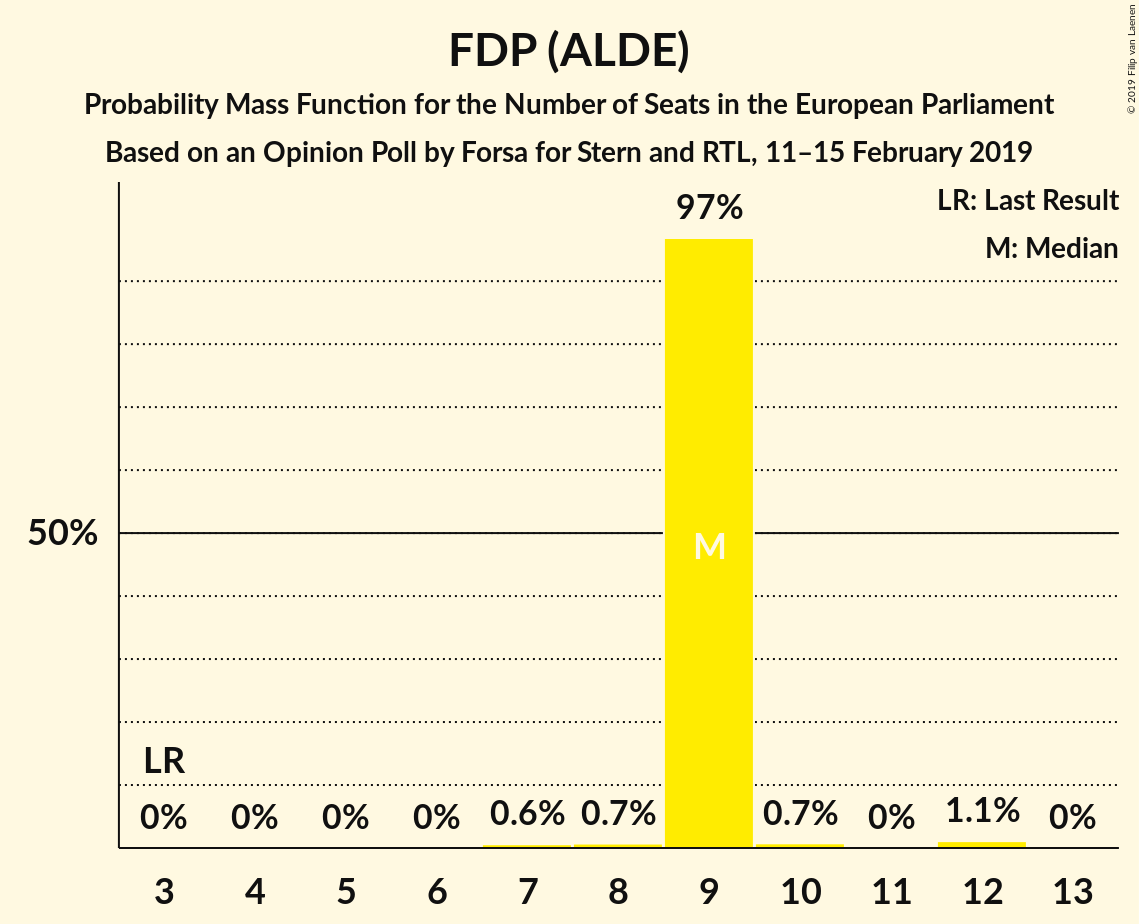 FDP (ALDE)
Probability Mass Function for the Number of Seats in the European Parliament
Based on an Opinion Poll by Forsa for Stern and RTL, 11–15 February 2019
© 2019 Filip van Laenen
LR: Last Result
M: Median
97%
50%
M
LR
0% 0% 0% 0% 0.6% 0.7% 0.7% 0% 1.1% 0%
3 4 5 6 7 8 9 10 11 12 13